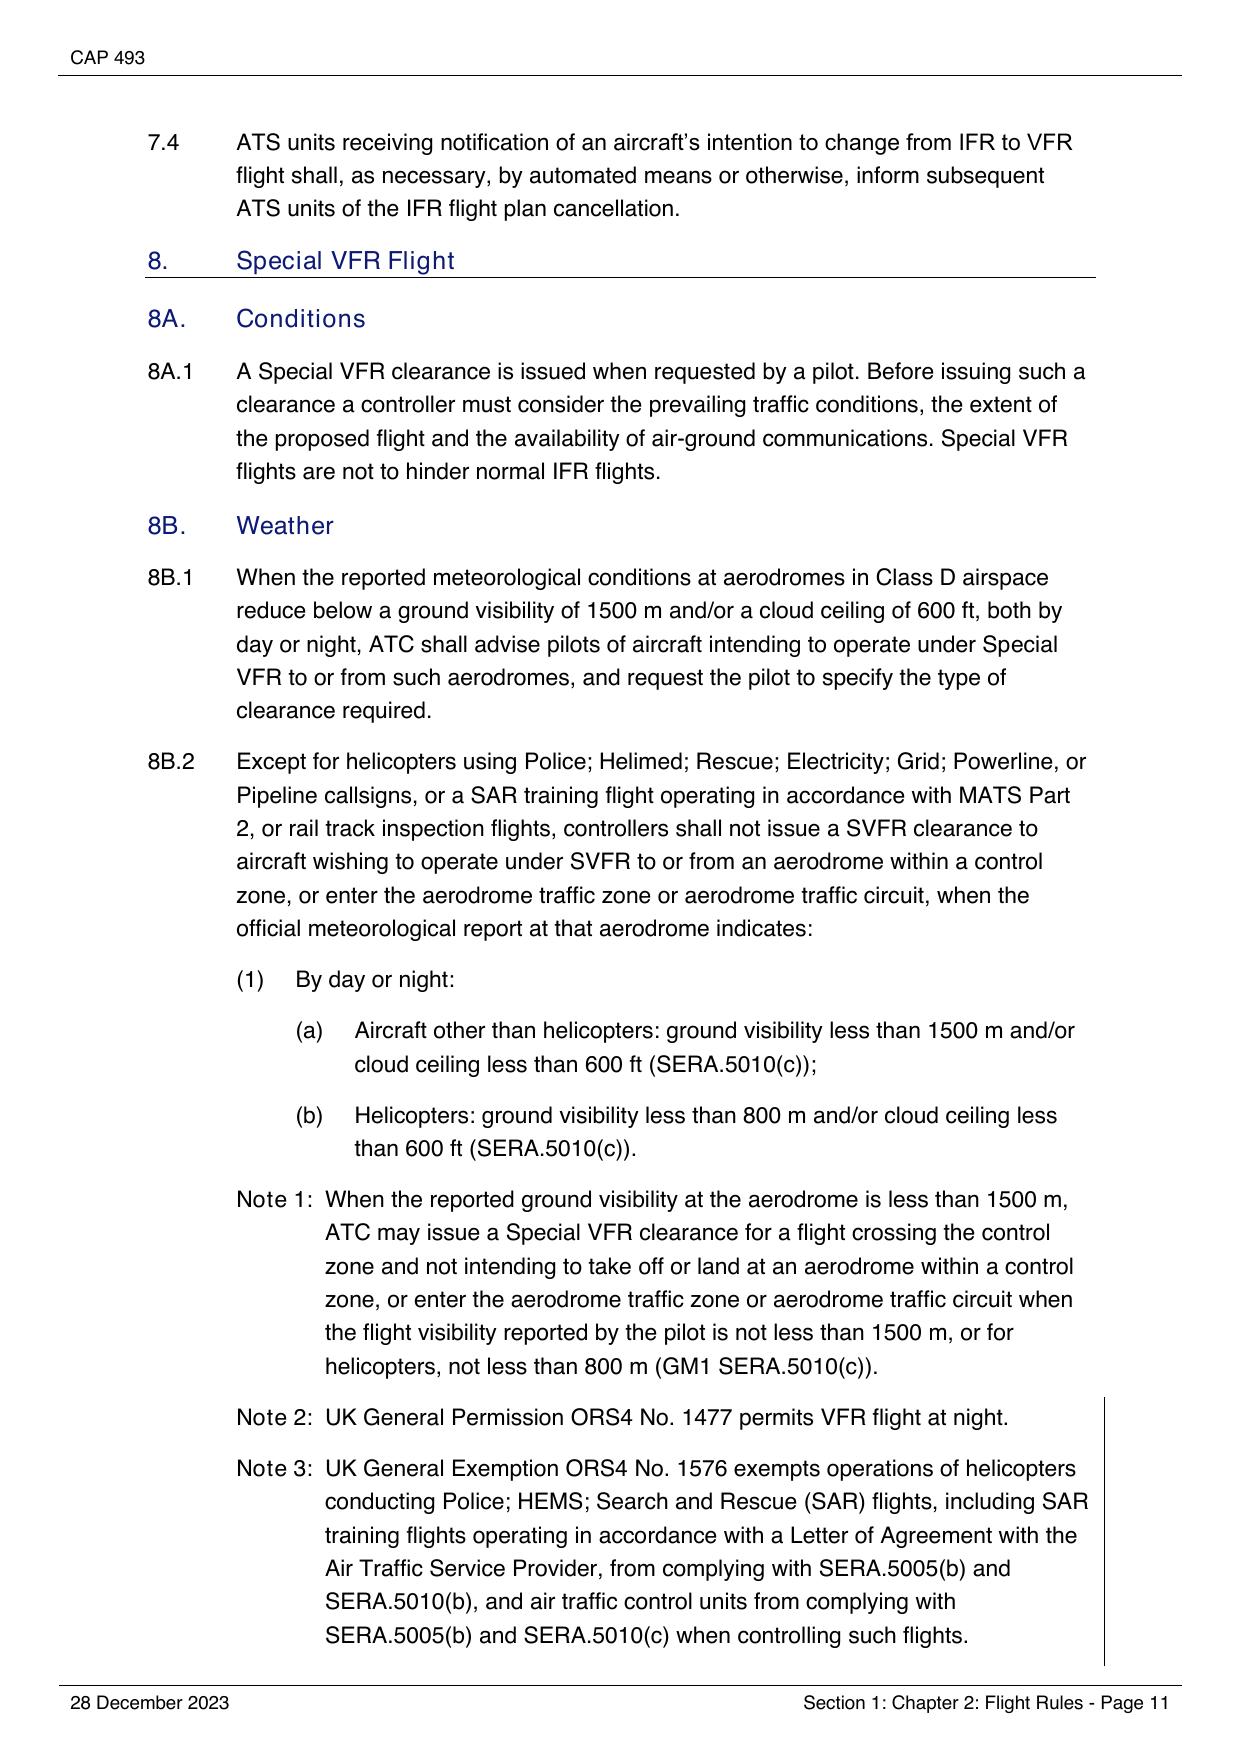 CAP 493
7.4 ATS units receiving notification of an aircraft’s intention to change from IFR to VFR
flight shall, as necessary, by automated means or otherwise, inform subsequent
ATS units of the IFR flight plan cancellation.
8. Special VFR Flight
8A. Conditions
8A.1 A Special VFR clearance is issued when requested by a pilot. Before issuing such a
clearance a controller must consider the prevailing traffic conditions, the extent of
the proposed flight and the availability of air-ground communications. Special VFR
flights are not to hinder normal IFR flights.
8B. Weather
8B.1 When the reported meteorological conditions at aerodromes in Class D airspace
reduce below a ground visibility of 1500 m and/or a cloud ceiling of 600 ft, both by
day or night, ATC shall advise pilots of aircraft intending to operate under Special
VFR to or from such aerodromes, and request the pilot to specify the type of
clearance required.
8B.2 Except for helicopters using Police; Helimed; Rescue; Electricity; Grid; Powerline, or
Pipeline callsigns, or a SAR training flight operating in accordance with MATS Part
2, or rail track inspection flights, controllers shall not issue a SVFR clearance to
aircraft wishing to operate under SVFR to or from an aerodrome within a control
zone, or enter the aerodrome traffic zone or aerodrome traffic circuit, when the
official meteorological report at that aerodrome indicates:
(1) By day or night:
(a) Aircraft other than helicopters: ground visibility less than 1500 m and/or
cloud ceiling less than 600 ft (SERA.5010(c));
(b) Helicopters: ground visibility less than 800 m and/or cloud ceiling less
than 600 ft (SERA.5010(c)).
Note 1: When the reported ground visibility at the aerodrome is less than 1500 m,
ATC may issue a Special VFR clearance for a flight crossing the control
zone and not intending to take off or land at an aerodrome within a control
zone, or enter the aerodrome traffic zone or aerodrome traffic circuit when
the flight visibility reported by the pilot is not less than 1500 m, or for
helicopters, not less than 800 m (GM1 SERA.5010(c)).
Note 2: UK General Permission ORS4 No. 1477 permits VFR flight at night.
Note 3: UK General Exemption ORS4 No. 1576 exempts operations of helicopters
conducting Police; HEMS; Search and Rescue (SAR) flights, including SAR
training flights operating in accordance with a Letter of Agreement with the
Air Traffic Service Provider, from complying with SERA.5005(b) and
SERA.5010(b), and air traffic control units from complying with
SERA.5005(b) and SERA.5010(c) when controlling such flights.
28 December 2023 Section 1: Chapter 2: Flight Rules - Page 11